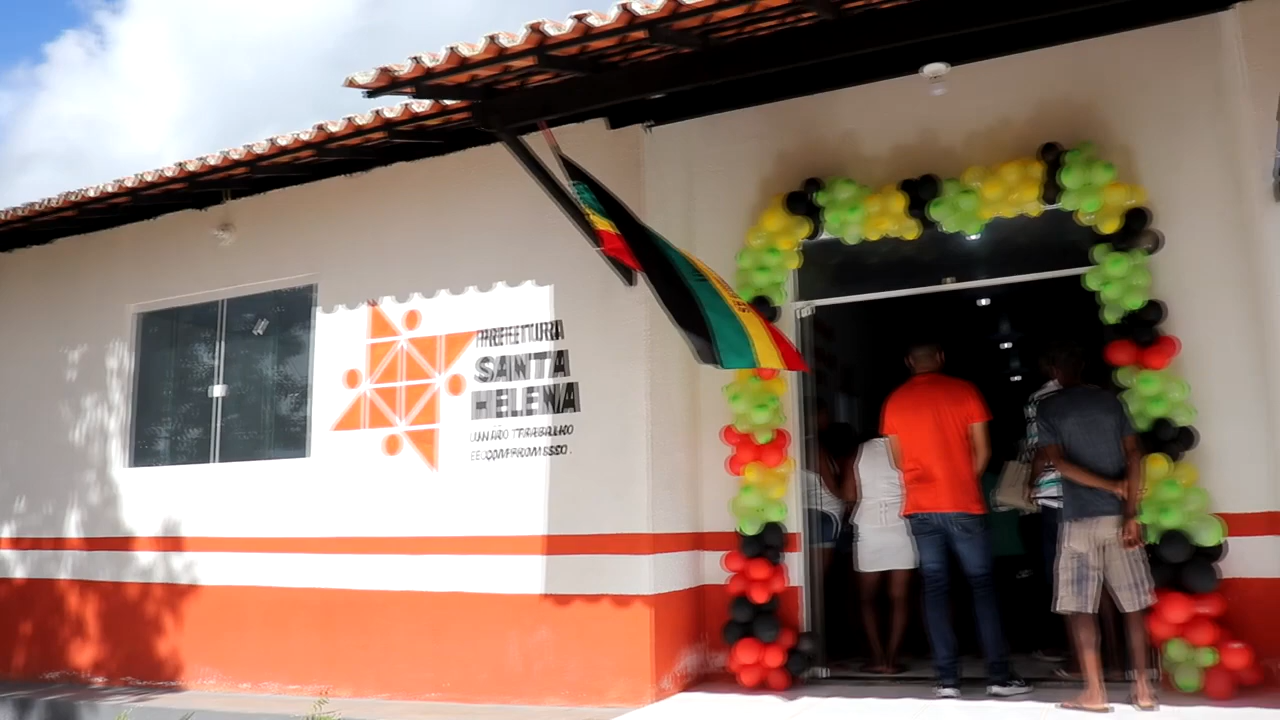 PREFEITURA
SANTA
HELENA
UNIÃO TRABALHO
E COMPROMISSO.